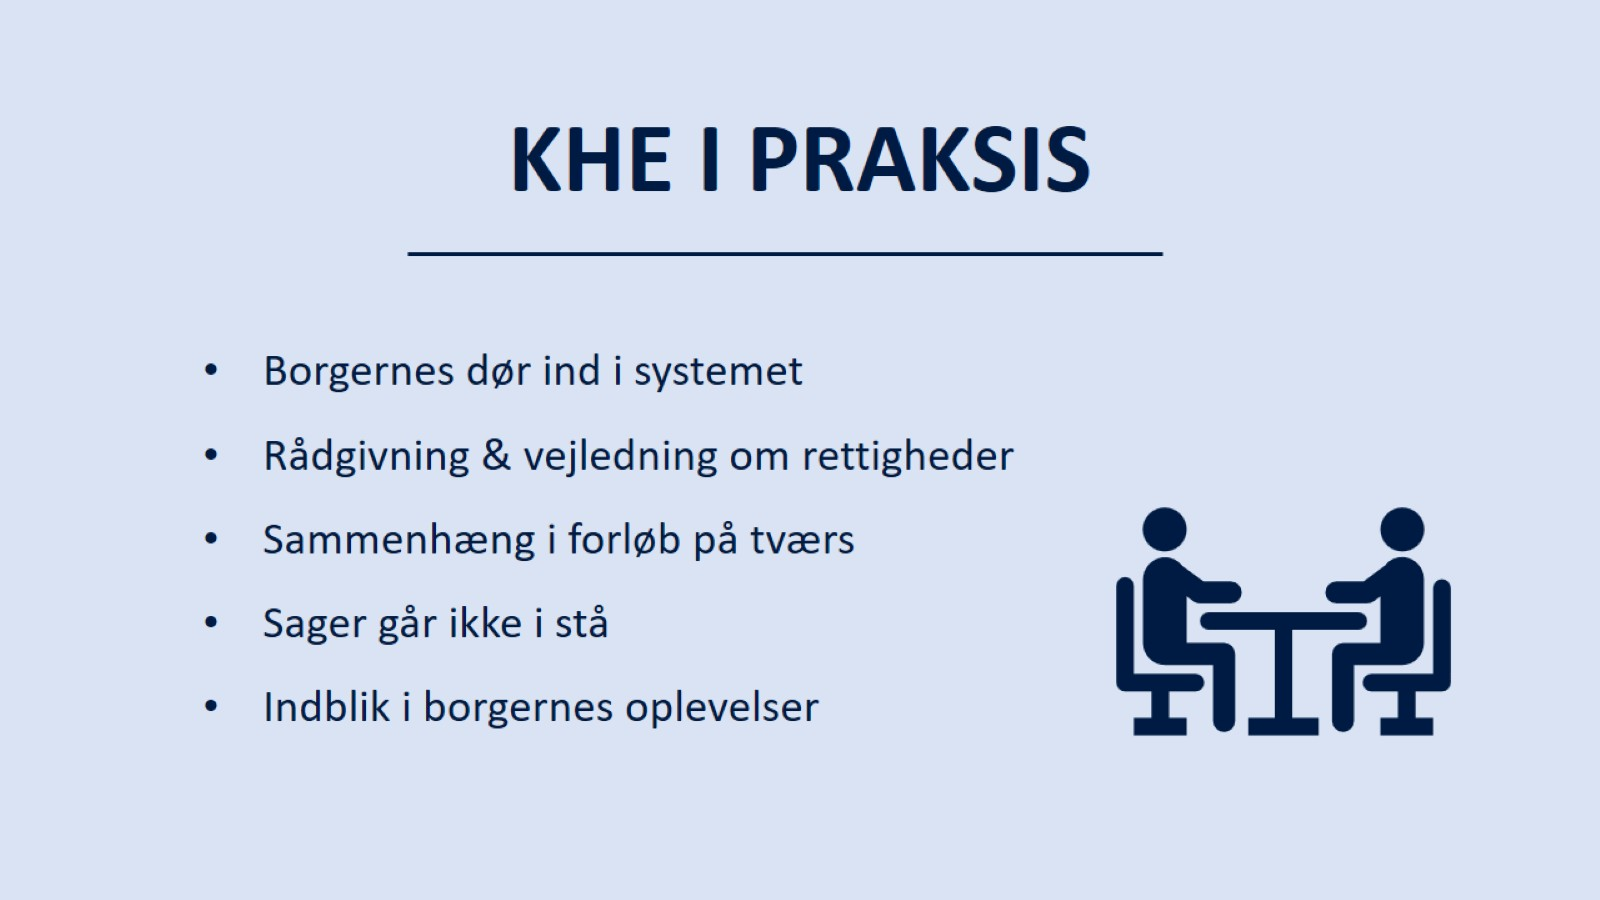 KHE I PRAKSIS
• Borgernes dør ind i systemet
• Rådgivning & vejledning om rettigheder
• Sammenhæng i forløb på tværs
• Sager går ikke i stå
• Indblik i borgernes oplevelser